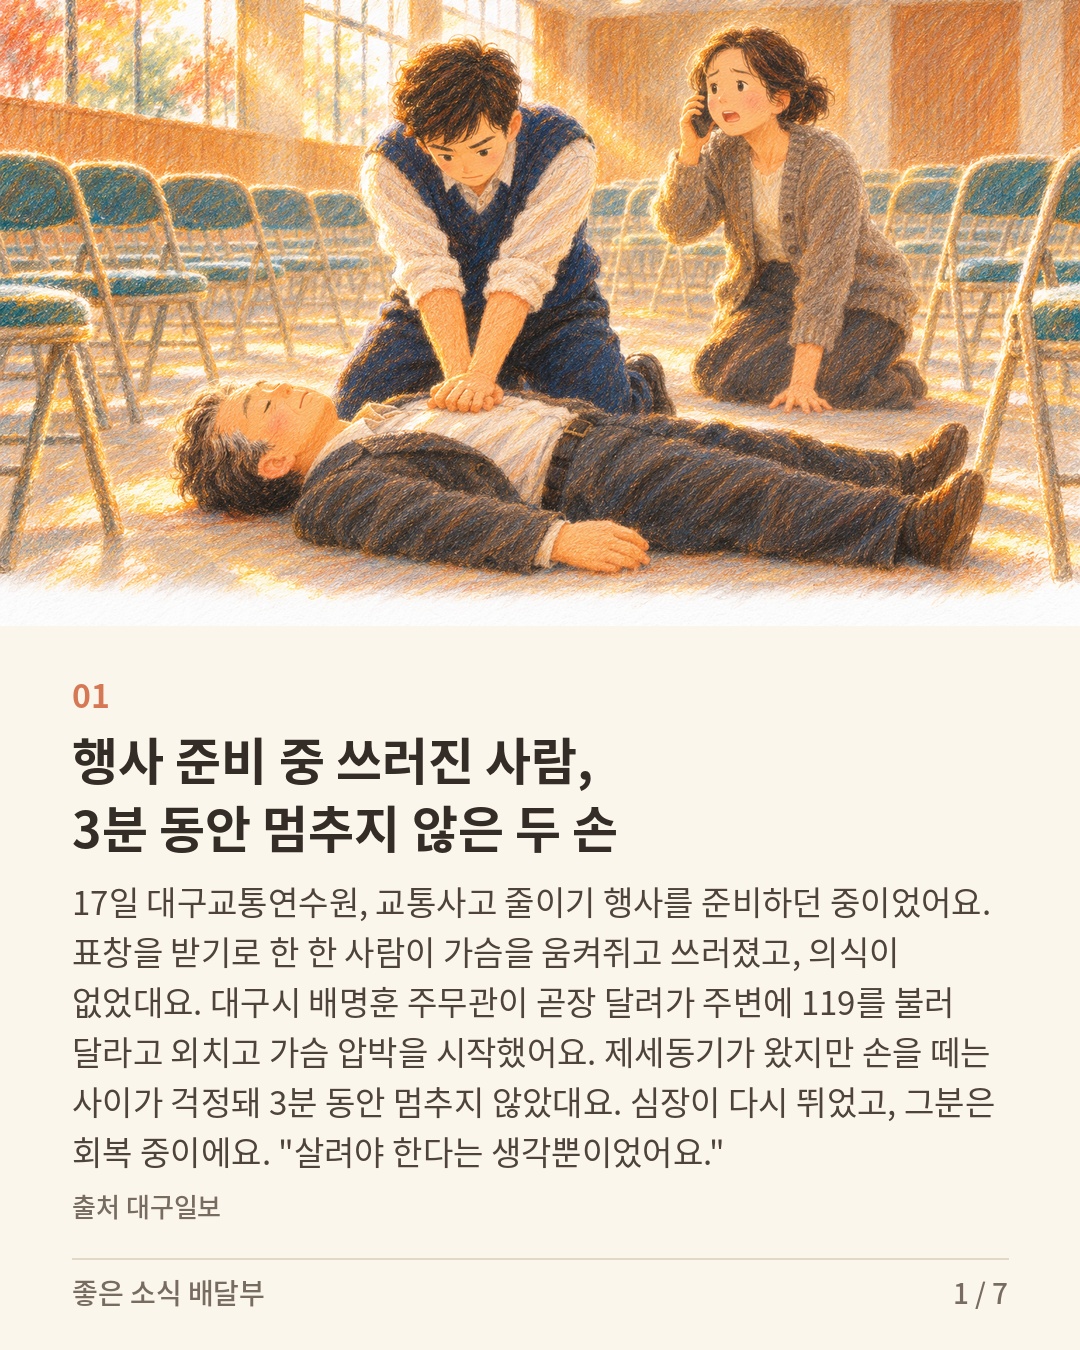 01
행사 준비 중 쓰러진 사람,
3분 동안 멈추지 않은 두 손
17일 대구교통연수원, 교통사고 줄이기 행사를 준비하던 중이었어요.
표창을 받기로 한 한 사람이 가슴을 움켜쥐고 쓰러졌고, 의식이
없었대요. 대구시 배명훈 주무관이 곧장 달려가 주변에 119를 불러
달라고 외치고 가슴 압박을 시작했어요. 제세동기가 왔지만 손을 떼는
사이가 걱정돼 3분 동안 멈추지 않았대요. 심장이 다시 뛰었고, 그분은
회복 중이에요. "살려야 한다는 생각뿐이었어요."
출처 대구일보
좋은 소식 배달부
1 / 7